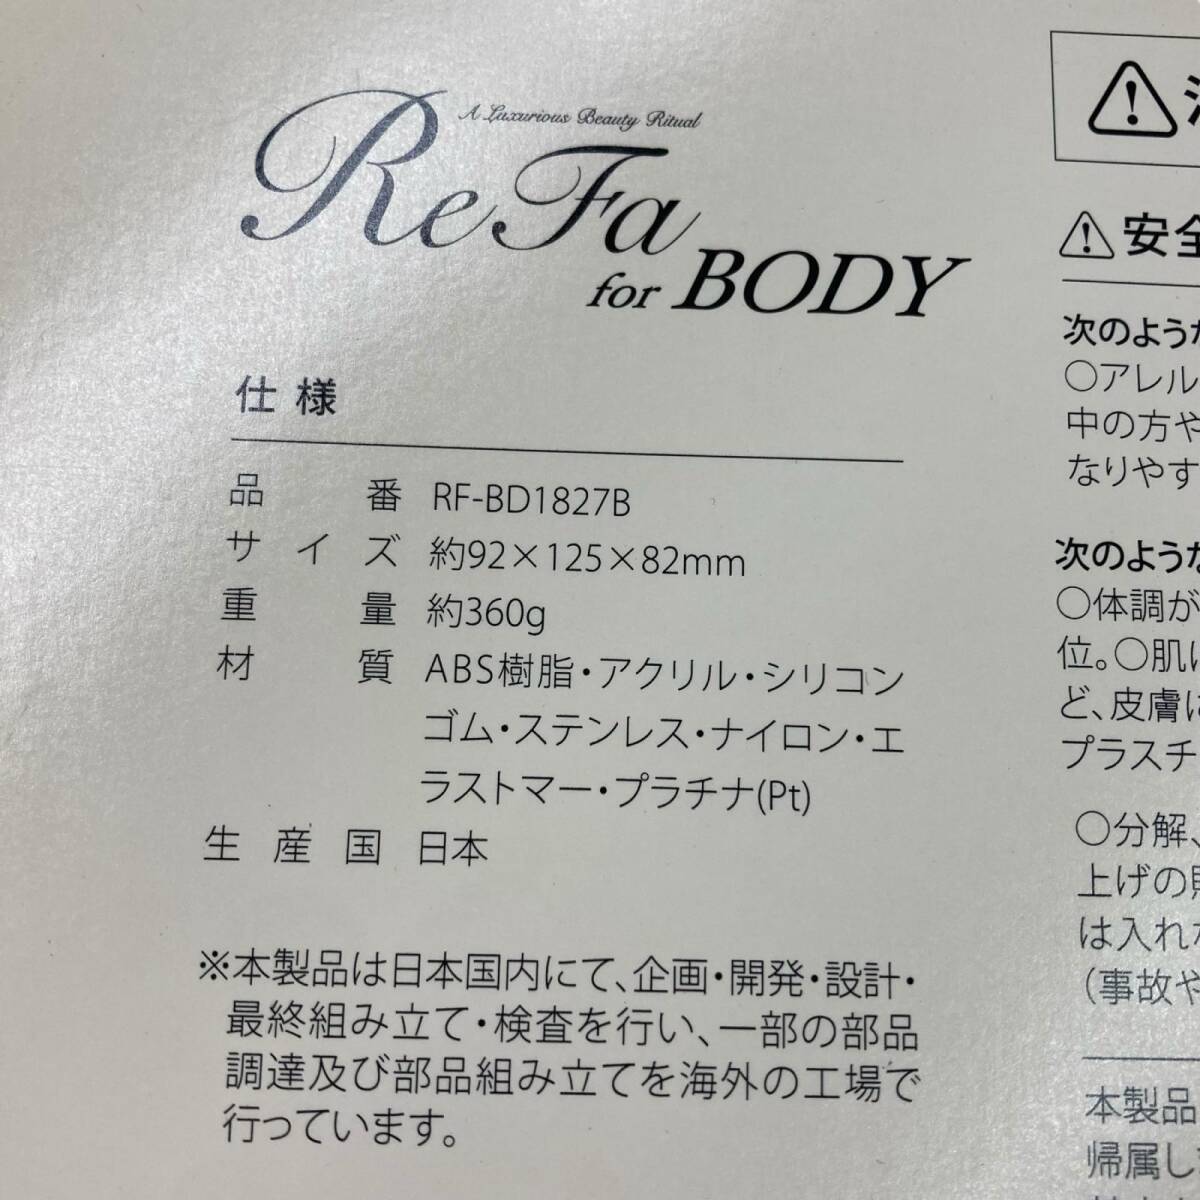 A Luxurious Beauty Ritual
ReFa
for BODY
仕様
品番 RF-BD1827B
サイズ 約92×125×82mm
重量 約360g
材質 ABS樹脂・アクリル・シリコン
ゴム・ステンレス・ナイロン・エ
ラストマー・プラチナ(Pt)
生産国 日本
※本製品は日本国内にて、企画・開発・設計・
最終組み立て・検査を行い、一部の部品
調達及び部品組み立てを海外の工場で
行っています。
安全
次のような
○アレル
中の方や
なりやす
次のような
○体調が
位。○肌に
ど、皮膚に
プラスチ
○分解、
上げの
は入れ
（事故や
本製品
帰属し